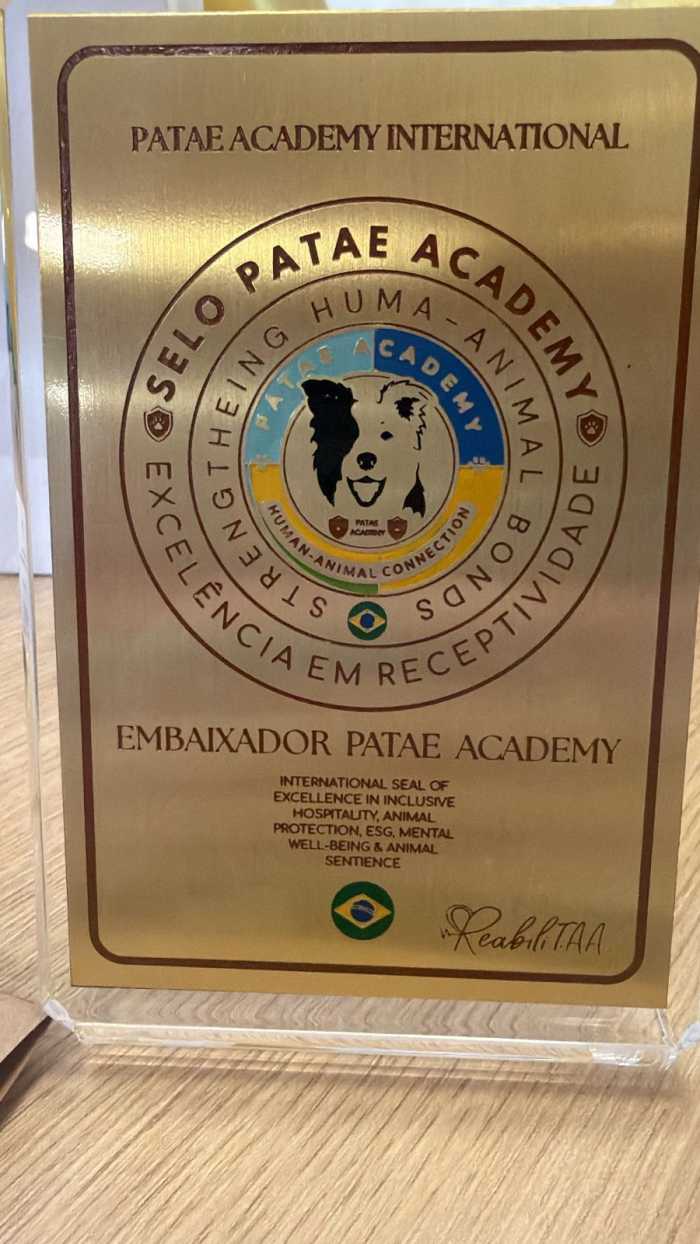 PATAE ACADEMY INTERNATIONAL
SELO PATAE ACADEMY
EXCELÊNCIA EM RECEPTIVIDADE
STRENGTHEING HUMA-ANIMAL BONDS
PATAE ACADEMY
PATAE
ACADEMY
HUMAN-ANIMAL CONNECTION
EMBAIXADOR PATAE ACADEMY
INTERNATIONAL SEAL OF
EXCELLENCE IN INCLUSIVE
HOSPITALITY, ANIMAL
PROTECTION, ESG, MENTAL
WELL-BEING & ANIMAL
SENTIENCE
ReabiliTAA